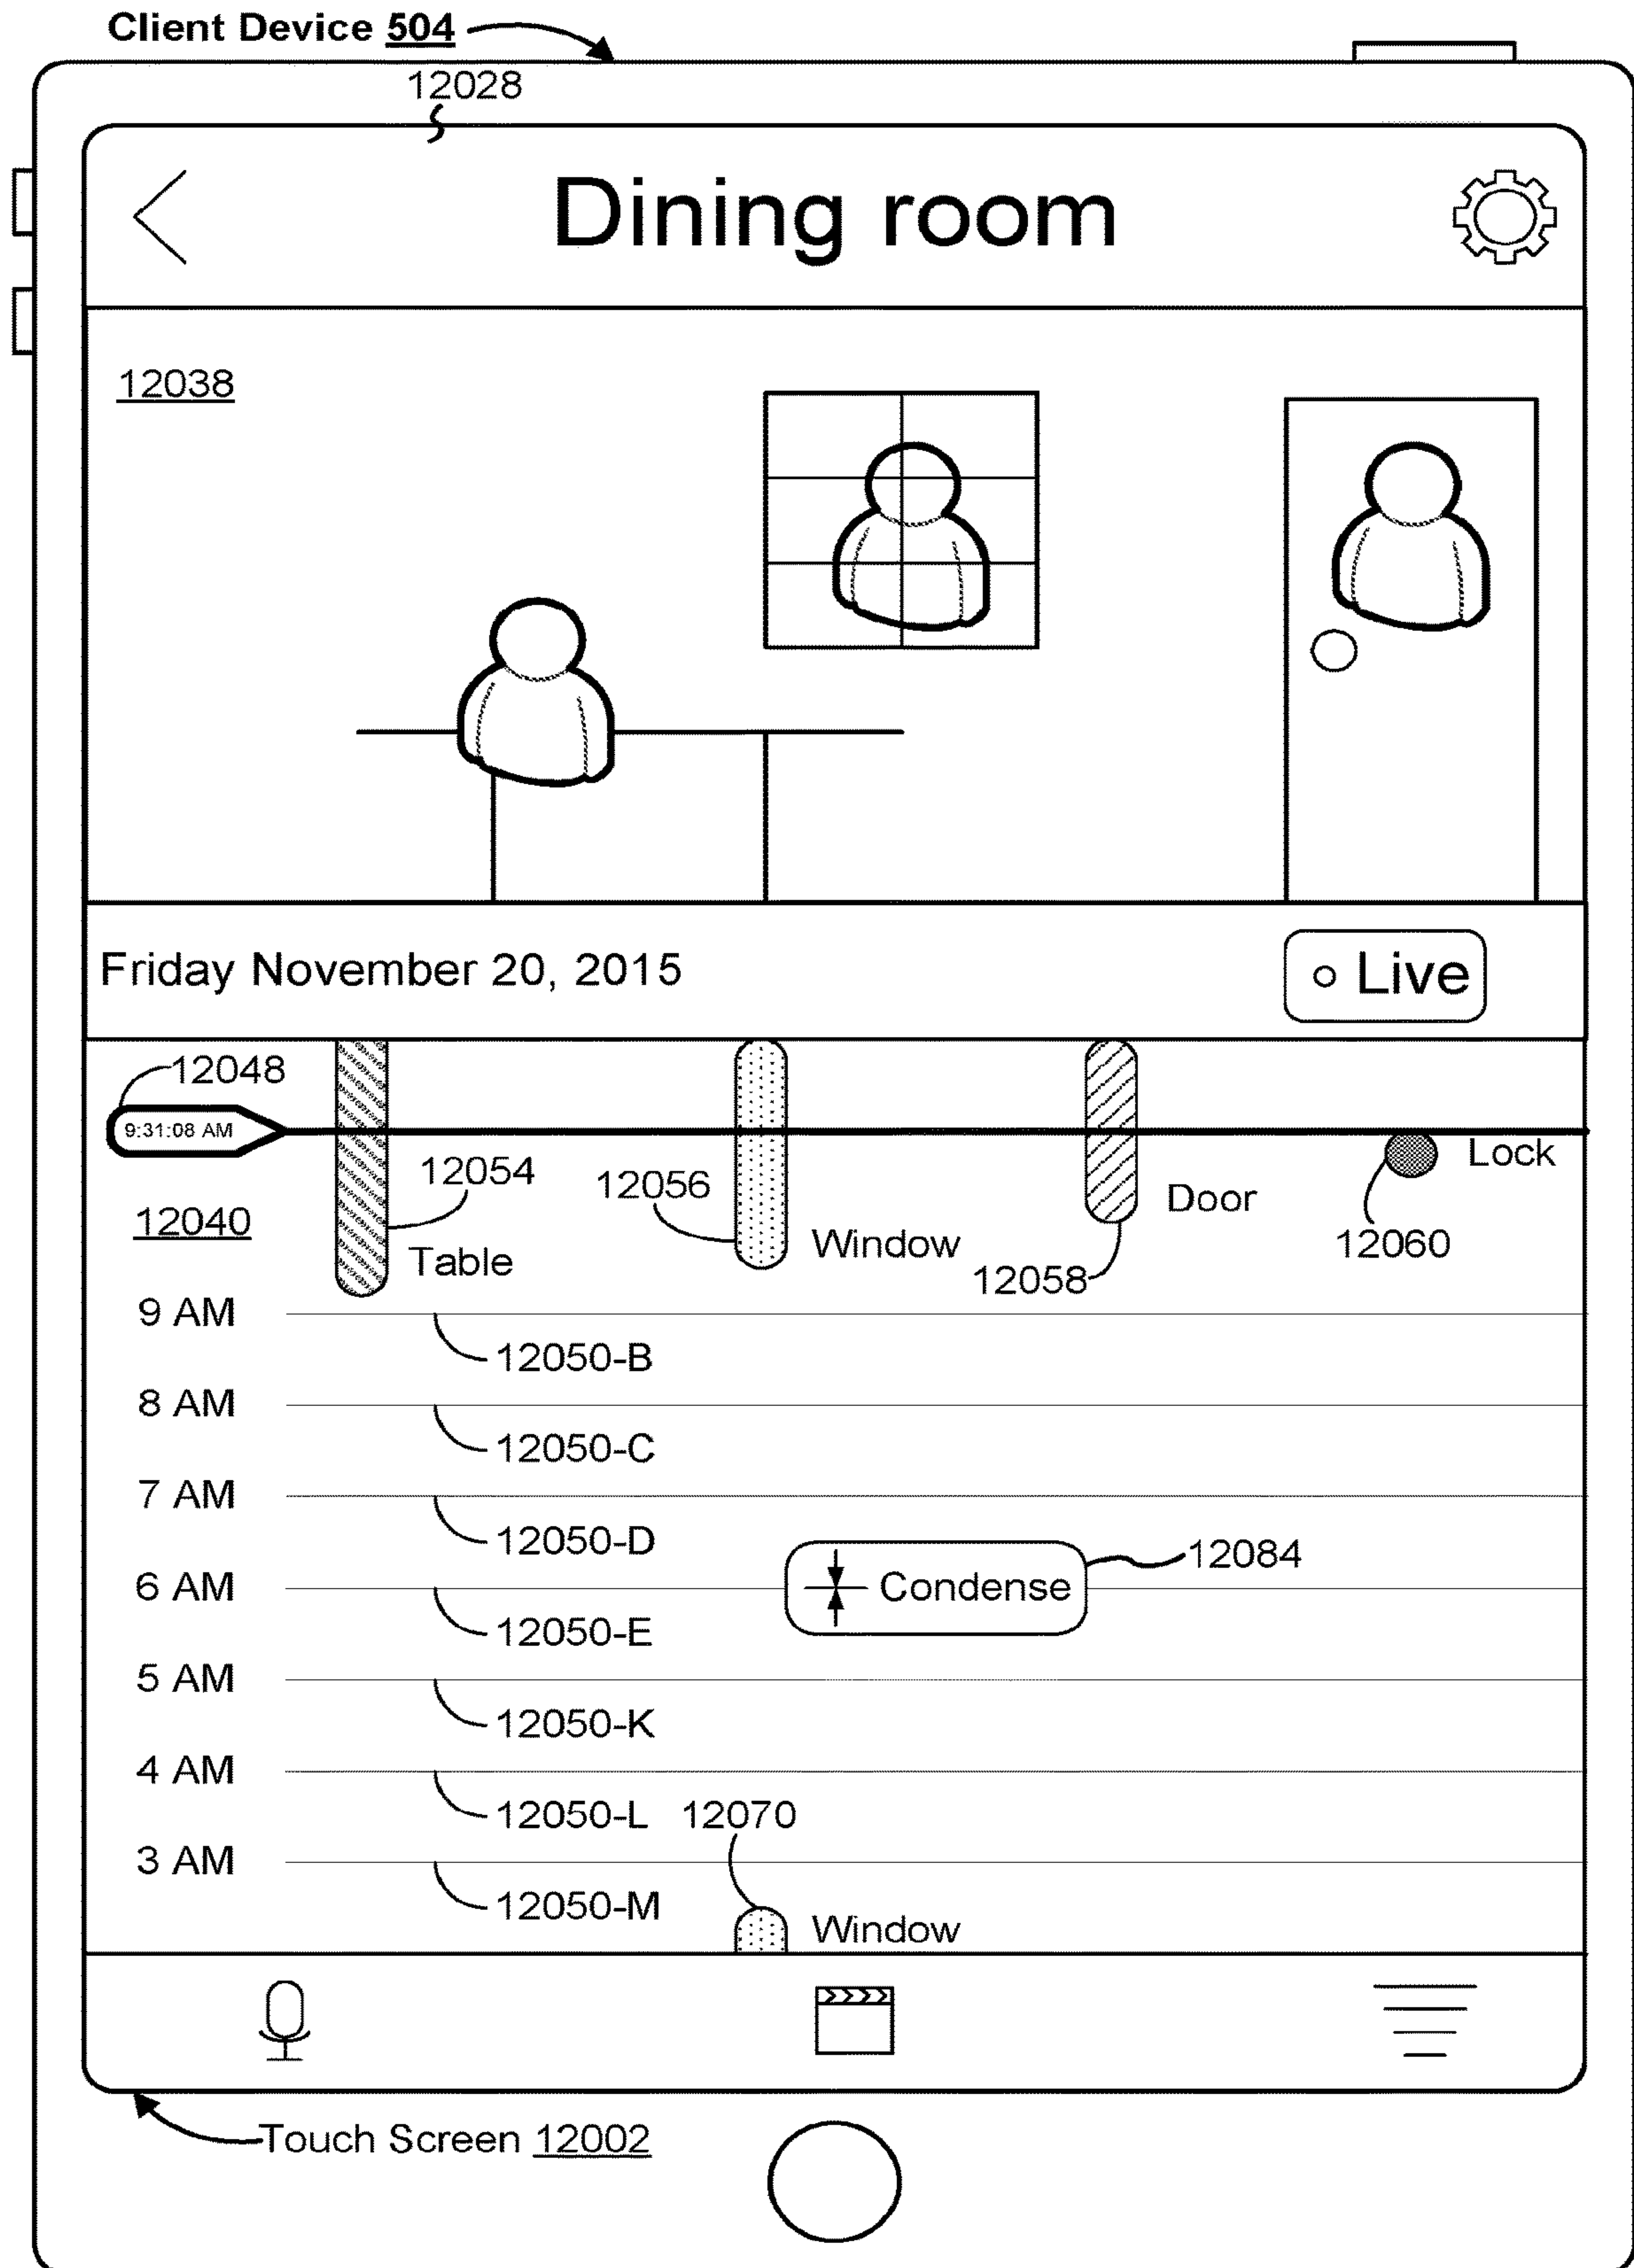 Client Device 504
12028
Dining room
12038
Friday November 20, 2015
Live
12048
9:31:08 AM
Lock
12054
12056
Door
12040
Window
12060
Table
12058
9 AM
12050-B
8 AM
12050-C
7 AM
12050-D
12084
6 AM
Condense
12050-E
5 AM
12050-K
4 AM
12050-L
12070
3 AM
12050-M
Window
Touch Screen 12002